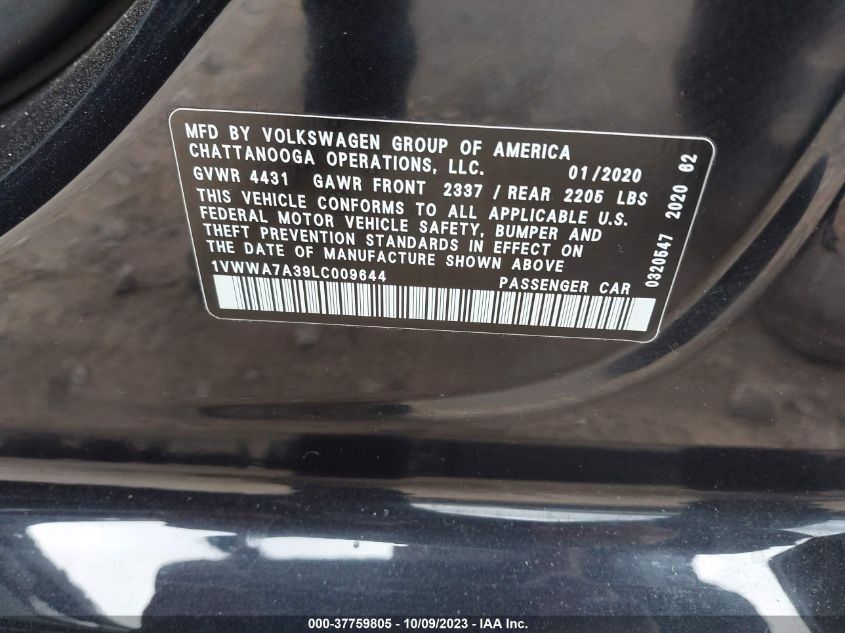 MFD BY VOLKSWAGEN GROUP OF AMERICA
CHATTANOOGA OPERATIONS, LLC. 01/2020
GVWR 4431 GAWR FRONT 2337 / REAR 2205 LBS
THIS VEHICLE CONFORMS TO ALL APPLICABLE U.S.
FEDERAL MOTOR VEHICLE SAFETY, BUMPER AND
THEFT PREVENTION STANDARDS IN EFFECT ON
THE DATE OF MANUFACTURE SHOWN ABOVE
1VWWA7A39LC009644 PASSENGER CAR
0320547 2020 62
000-37759805 - 10/09/2023 - IAAI Inc.